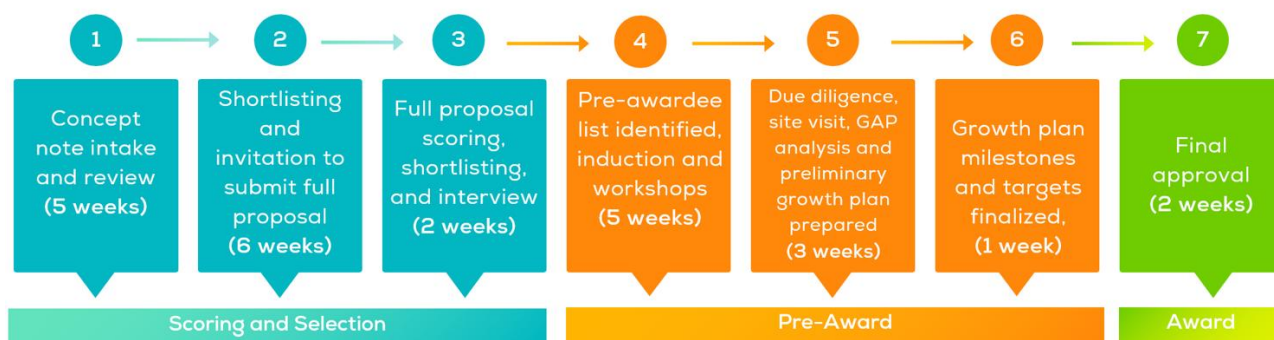 1
2
3
4
5
6
7
Concept
note intake
and review
(5 weeks)
Shortlisting
and
invitation to
submit full
proposal
(6 weeks)
Full proposal
scoring,
shortlisting,
and interview
(2 weeks)
Pre-awardee
list identified,
induction and
workshops
(5 weeks)
Due diligence,
site visit, GAP
analysis and
preliminary
growth plan
prepared
(3 weeks)
Growth plan
milestones
and targets
finalized,
(1 week)
Final
approval
(2 weeks)
Scoring and Selection
Pre-Award
Award